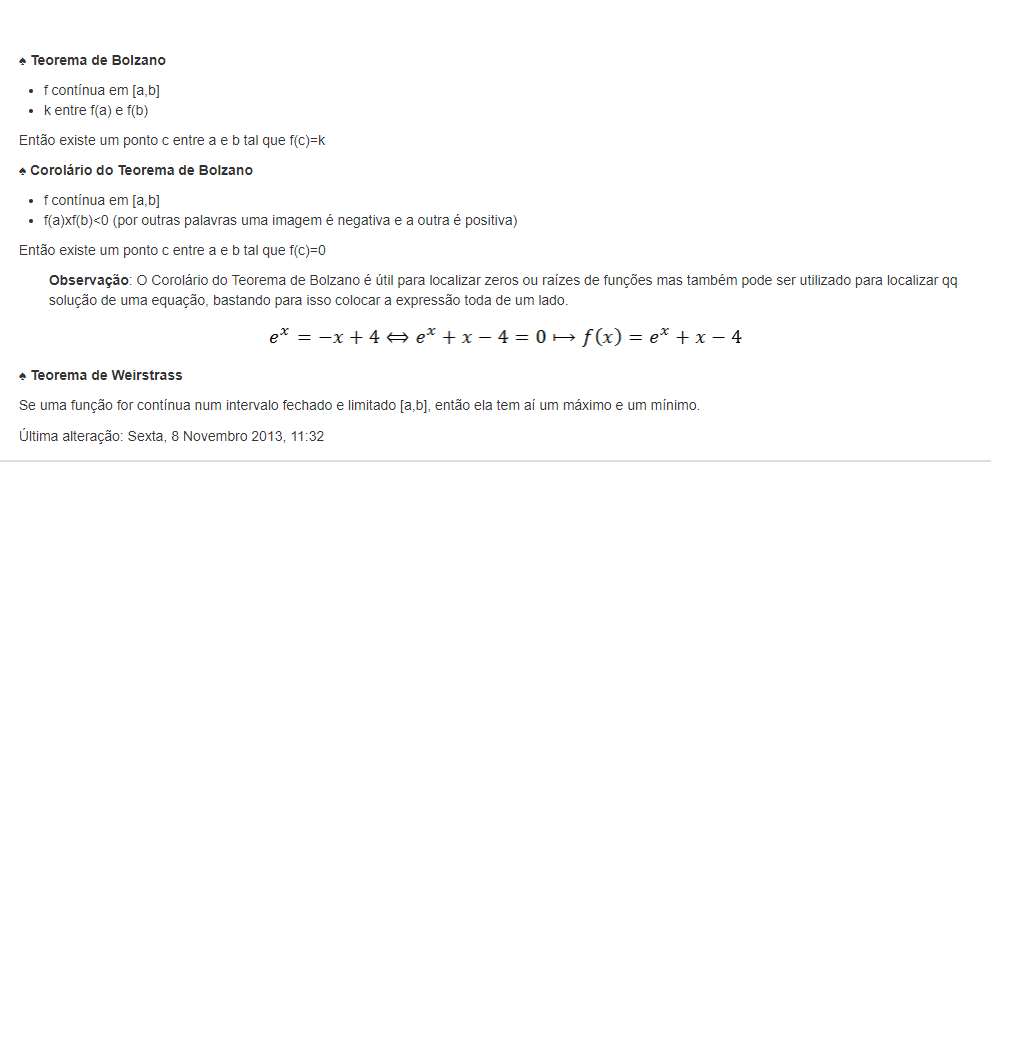 ♠ Teorema de Bolzano
• f contínua em [a,b]
• k entre f(a) e f(b)
Então existe um ponto c entre a e b tal que f(c)=k
♠ Corolário do Teorema de Bolzano
• f contínua em [a,b]
• f(a)xf(b)<0 (por outras palavras uma imagem é negativa e a outra é positiva)
Então existe um ponto c entre a e b tal que f(c)=0
Observação: O Corolário do Teorema de Bolzano é útil para localizar zeros ou raízes de funções mas também pode ser utilizado para localizar qq
solução de uma equação, bastando para isso colocar a expressão toda de um lado.
eˣ = −x + 4 ⟺ eˣ + x − 4 = 0 ⟼ f(x) = eˣ + x − 4
♠ Teorema de Weirstrass
Se uma função for contínua num intervalo fechado e limitado [a,b], então ela tem aí um máximo e um mínimo.
Última alteração: Sexta, 8 Novembro 2013, 11:32